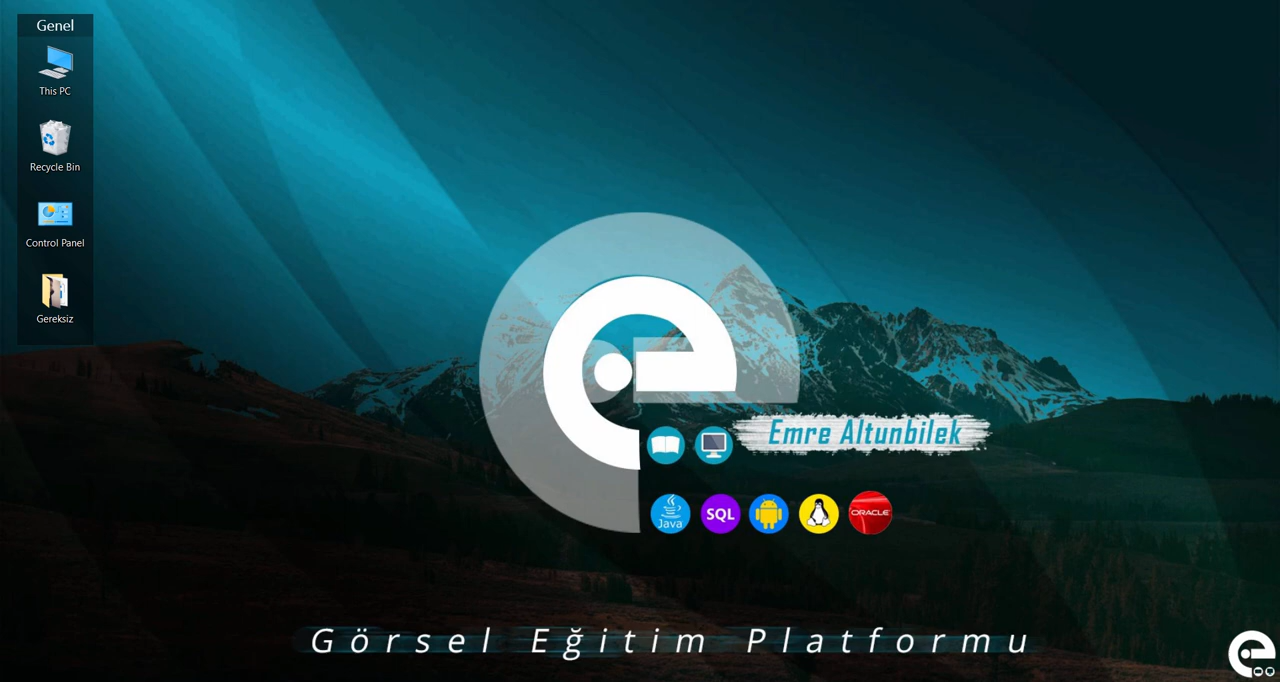 Genel
This PC
Recycle Bin
Control Panel
Gereksiz
Emre Altunbilek
Java
SQL
ORACLE
Görsel Eğitim Platformu